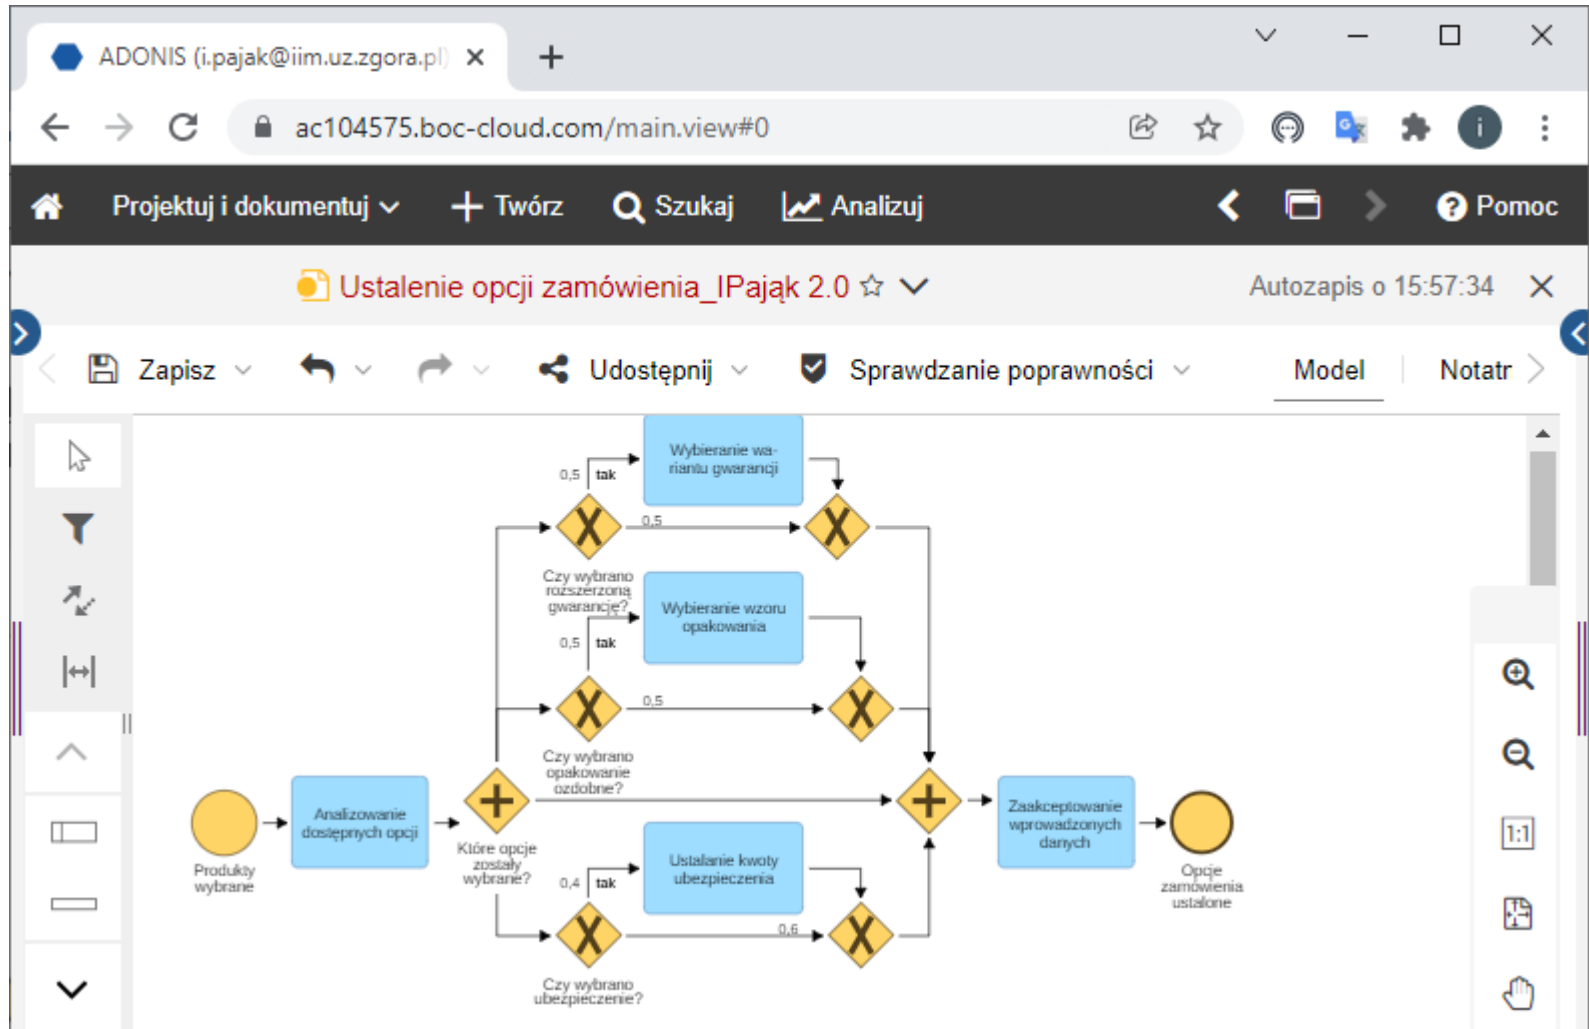 ADONIS (i.pajak@iim.uz.zgora.pl)
ac104575.boc-cloud.com/main.view#0
i
Projektuj i dokumentuj
Twórz
Szukaj
Analizuj
Pomoc
Ustalenie opcji zamówienia_IPająk 2.0
Autozapis o 15:57:34
Zapisz
Udostępnij
Sprawdzanie poprawności
Model
Notatr
Wybieranie wa-
riantu gwarancji
0,5
tak
0,5
Czy wybrano
rozszerzoną
gwarancję?
Wybieranie wzoru
opakowania
0,5
tak
0,5
Czy wybrano
opakowanie
ozdobne?
Produkty
wybrane
Analizowanie
dostępnych opcji
Które opcje
zostały
wybrane?
Zaakceptowanie
wprowadzonych
danych
Opcje
zamówienia
ustalone
Ustalanie kwoty
ubezpieczenia
0,4
tak
0,6
Czy wybrano
ubezpieczenie?
1:1